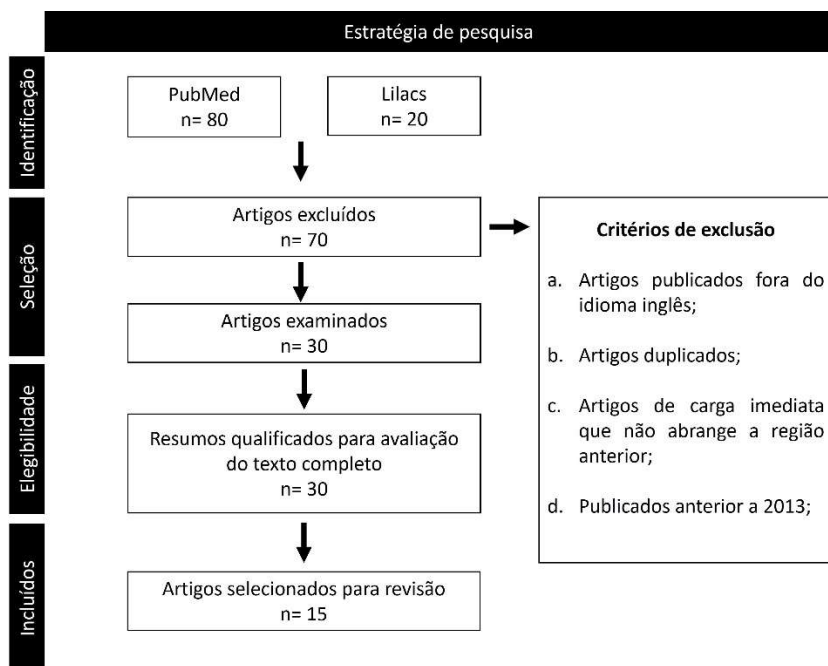 Estratégia de pesquisa
Identificação
PubMed
n= 80
Lilacs
n= 20
Seleção
Artigos excluídos
n= 70
Artigos examinados
n= 30
Critérios de exclusão
a. Artigos publicados fora do
idioma inglês;
b. Artigos duplicados;
c. Artigos de carga imediata
que não abrange a região
anterior;
d. Publicados anterior a 2013;
Elegibilidade
Resumos qualificados para avaliação
do texto completo
n= 30
Incluídos
Artigos selecionados para revisão
n= 15